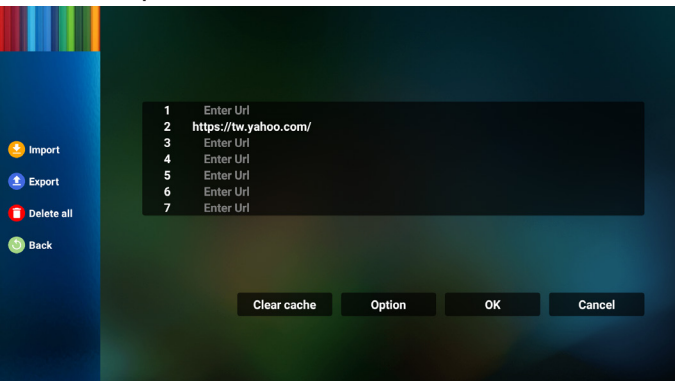 1 Enter Url
2 https://tw.yahoo.com/
3 Enter Url
4 Enter Url
5 Enter Url
6 Enter Url
7 Enter Url
Import
Export
Delete all
Back
Clear cache Option OK Cancel